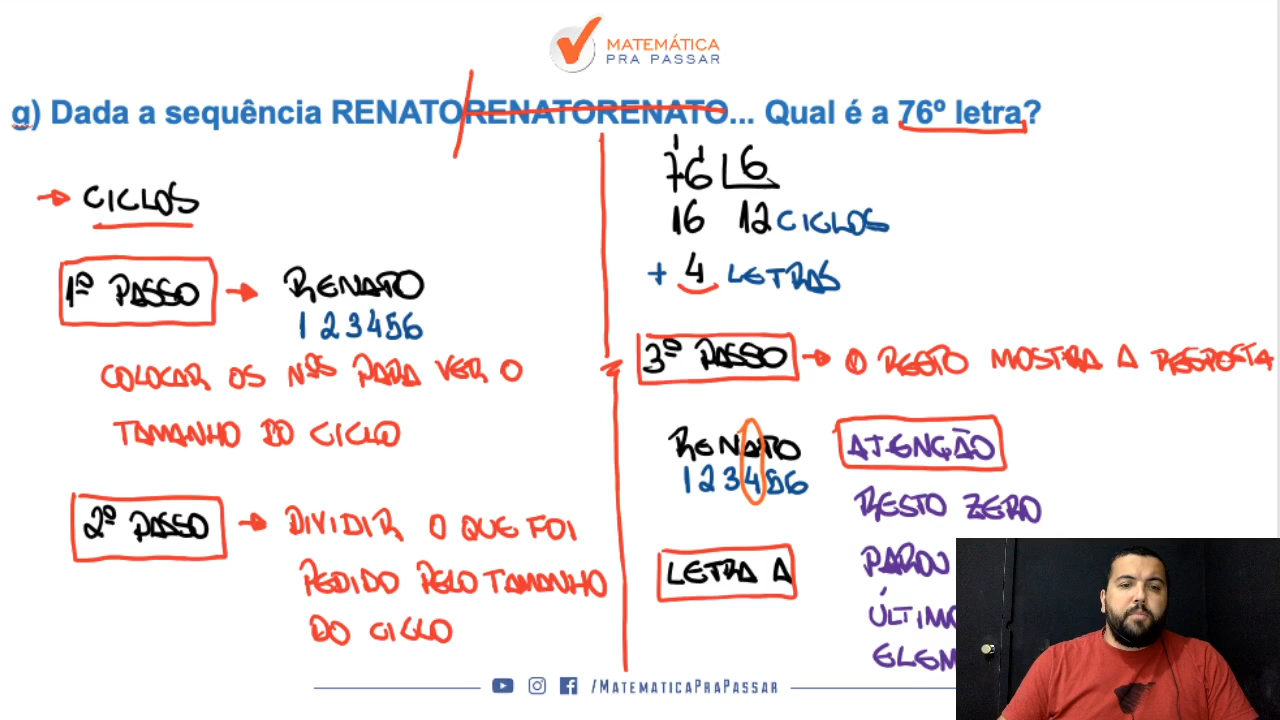 MATEMÁTICA
PRA PASSAR
g) Dada a sequência RENATORENATORENATO... Qual é a 76º letra?
→ CICLOS
1º PASSO → RENATO
1 2 3 4 5 6
COLOCAR OS Nºs PARA VER O
TAMANHO DO CICLO
2º PASSO → DIVIDIR O QUE FOI
PEDIDO PELO TAMANHO
DO CICLO
76 6
16 12 CICLOS
+ 4 LETRAS
3º PASSO → O RESTO MOSTRA A RESPOSTA
RENATO
1 2 3 4 5 6
LETRA A
ATENÇÃO
RESTO ZERO
PAROU
ÚLTIMO
ELEM
/MATEMATICAPRAPASSAR